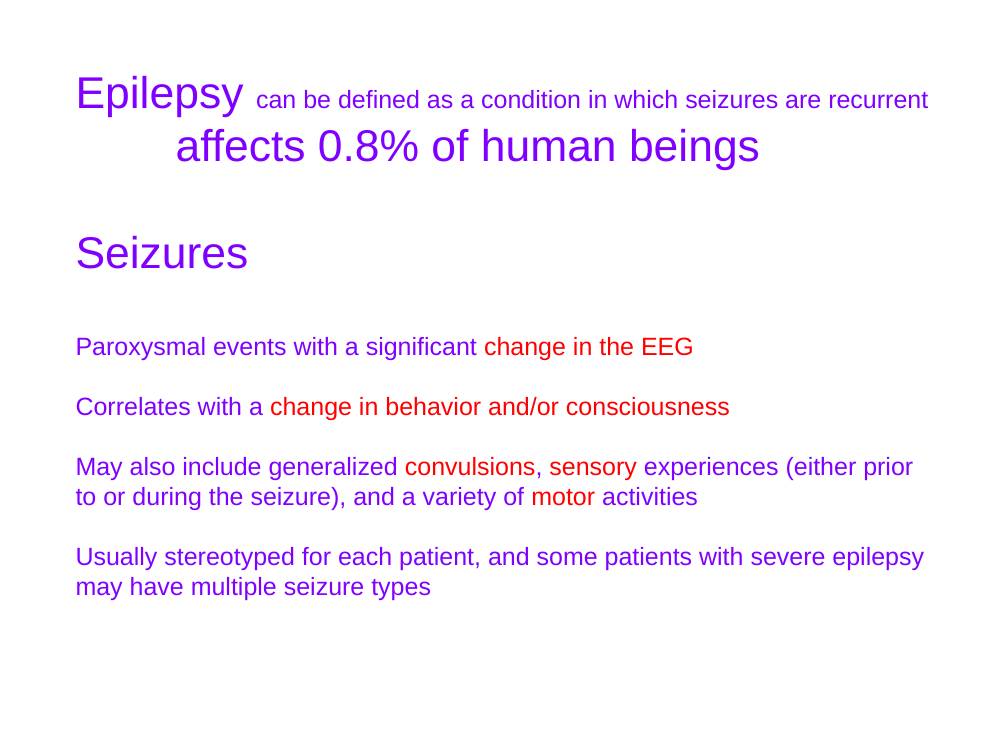 Epilepsy can be defined as a condition in which seizures are recurrent
affects 0.8% of human beings
Seizures
Paroxysmal events with a significant change in the EEG
Correlates with a change in behavior and/or consciousness
May also include generalized convulsions, sensory experiences (either prior
to or during the seizure), and a variety of motor activities
Usually stereotyped for each patient, and some patients with severe epilepsy
may have multiple seizure types